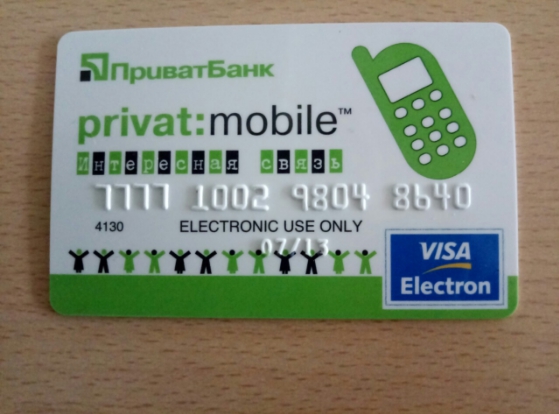 ПриватБанк
privat:mobile™
Интересная связь
7777 1002 9804 8640
4130 ELECTRONIC USE ONLY
07/13
VISA
Electron